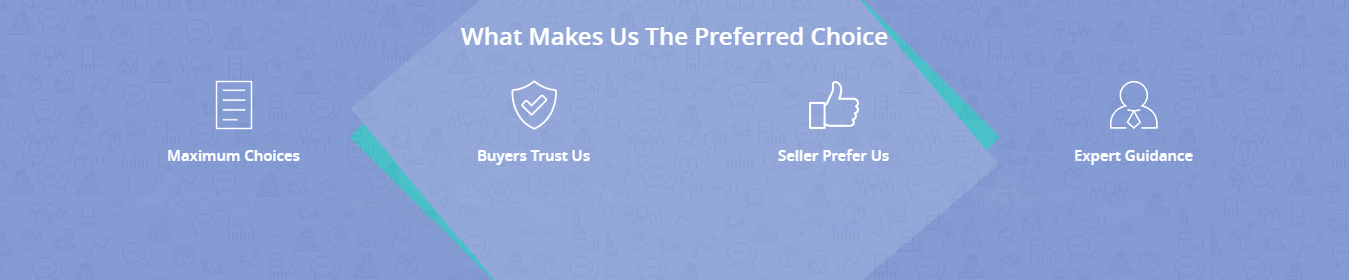 What Makes Us The Preferred Choice
Maximum Choices
Buyers Trust Us
Seller Prefer Us
Expert Guidance